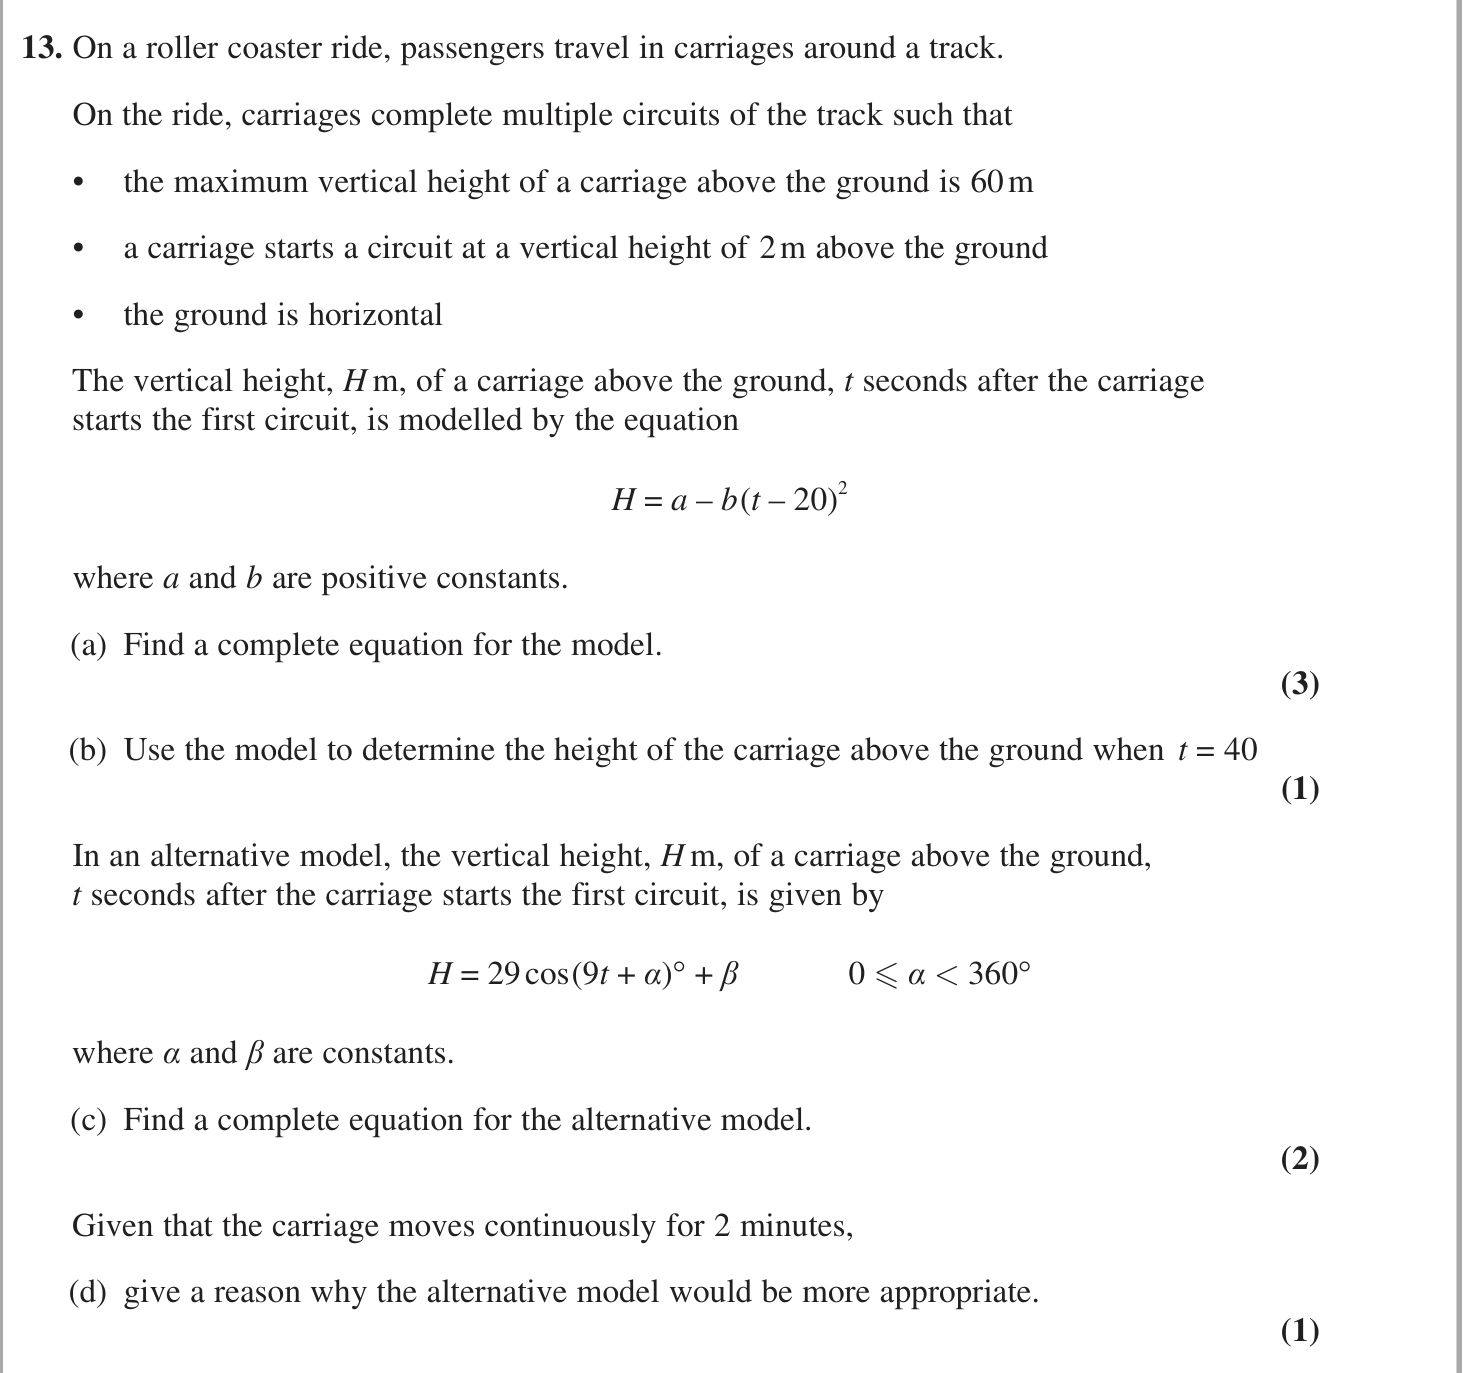 13. On a roller coaster ride, passengers travel in carriages around a track.
On the ride, carriages complete multiple circuits of the track such that
• the maximum vertical height of a carriage above the ground is 60 m
• a carriage starts a circuit at a vertical height of 2 m above the ground
• the ground is horizontal
The vertical height, H m, of a carriage above the ground, t seconds after the carriage
starts the first circuit, is modelled by the equation
H = a – b(t – 20)²
where a and b are positive constants.
(a) Find a complete equation for the model.
(3)
(b) Use the model to determine the height of the carriage above the ground when t = 40
(1)
In an alternative model, the vertical height, H m, of a carriage above the ground,
t seconds after the carriage starts the first circuit, is given by
H = 29 cos(9t + α)° + β 0 ⩽ α < 360°
where α and β are constants.
(c) Find a complete equation for the alternative model.
(2)
Given that the carriage moves continuously for 2 minutes,
(d) give a reason why the alternative model would be more appropriate.
(1)